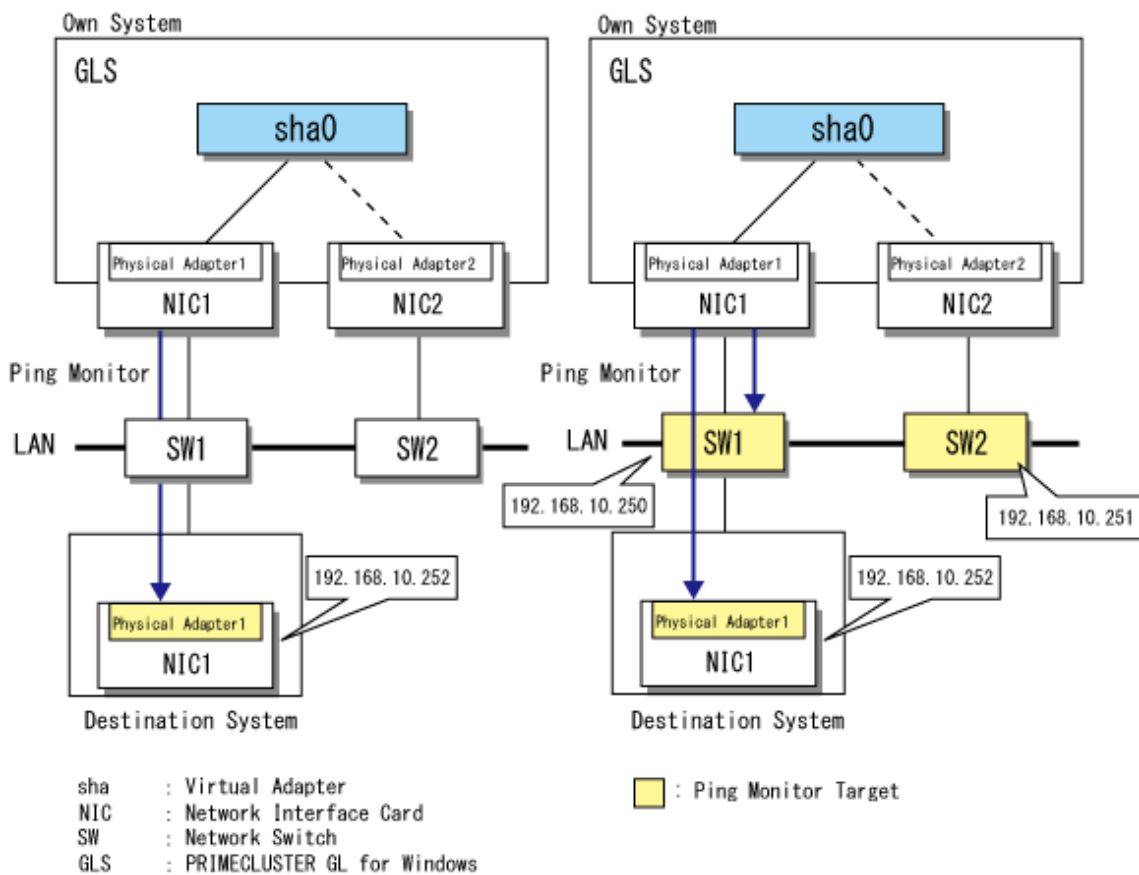 Own System
GLS
sha0
Physical Adapter1
NIC1
Physical Adapter2
NIC2
Ping Monitor
LAN
SW1
SW2
192.168.10.252
Physical Adapter1
NIC1
Destination System
Own System
GLS
sha0
Physical Adapter1
NIC1
Physical Adapter2
NIC2
Ping Monitor
LAN
SW1
SW2
192.168.10.250
192.168.10.251
192.168.10.252
Physical Adapter1
NIC1
Destination System
sha : Virtual Adapter
NIC : Network Interface Card
SW : Network Switch
GLS : PRIMECLUSTER GL for Windows
: Ping Monitor Target